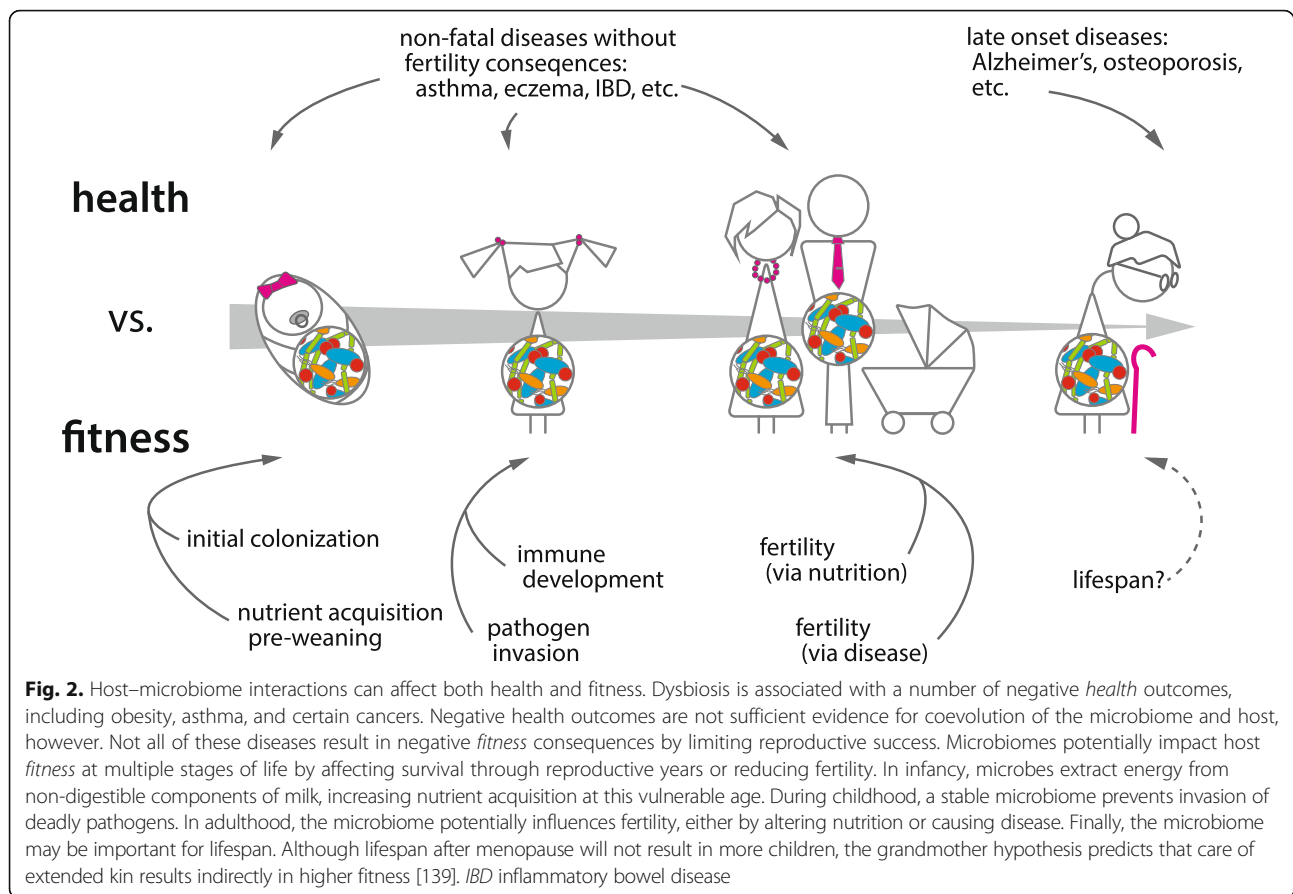 non-fatal diseases without
fertility conseqences:
asthma, eczema, IBD, etc.
late onset diseases:
Alzheimer's, osteoporosis,
etc.
health
vs.
fitness
initial colonization
nutrient acquisition
pre-weaning
immune
development
pathogen
invasion
fertility
(via nutrition)
fertility
(via disease)
lifespan?
Fig. 2. Host–microbiome interactions can affect both health and fitness. Dysbiosis is associated with a number of negative health outcomes,
including obesity, asthma, and certain cancers. Negative health outcomes are not sufficient evidence for coevolution of the microbiome and host,
however. Not all of these diseases result in negative fitness consequences by limiting reproductive success. Microbiomes potentially impact host
fitness at multiple stages of life by affecting survival through reproductive years or reducing fertility. In infancy, microbes extract energy from
non-digestible components of milk, increasing nutrient acquisition at this vulnerable age. During childhood, a stable microbiome prevents invasion of
deadly pathogens. In adulthood, the microbiome potentially influences fertility, either by altering nutrition or causing disease. Finally, the microbiome
may be important for lifespan. Although lifespan after menopause will not result in more children, the grandmother hypothesis predicts that care of
extended kin results indirectly in higher fitness [139]. IBD inflammatory bowel disease